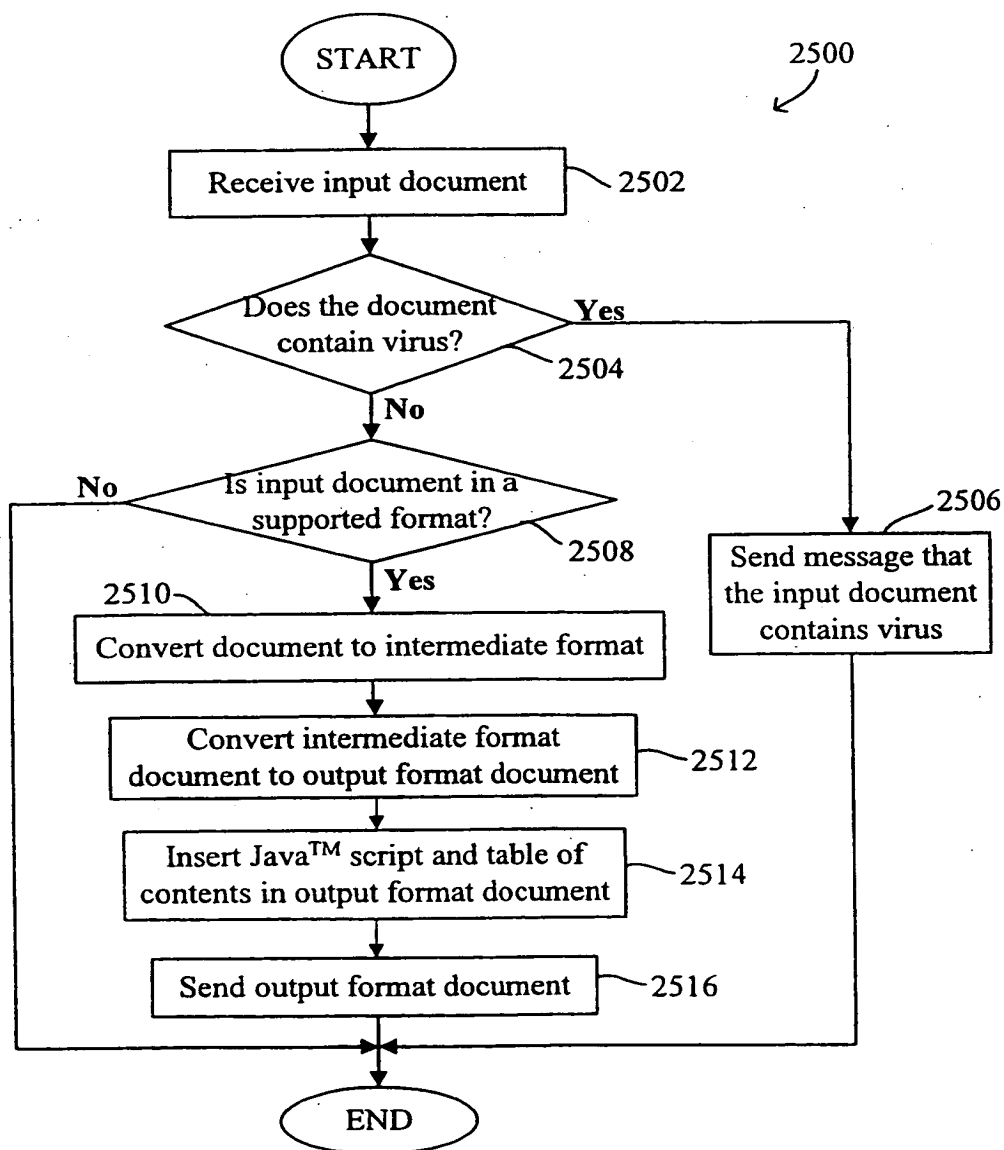 START
2500
Receive input document
2502
Does the document
contain virus?
Yes
2504
No
No
Is input document in a
supported format?
2508
2506
Send message that
the input document
contains virus
Yes
2510
Convert document to intermediate format
Convert intermediate format
document to output format document
2512
Insert Java™ script and table of
contents in output format document
2514
Send output format document
2516
END